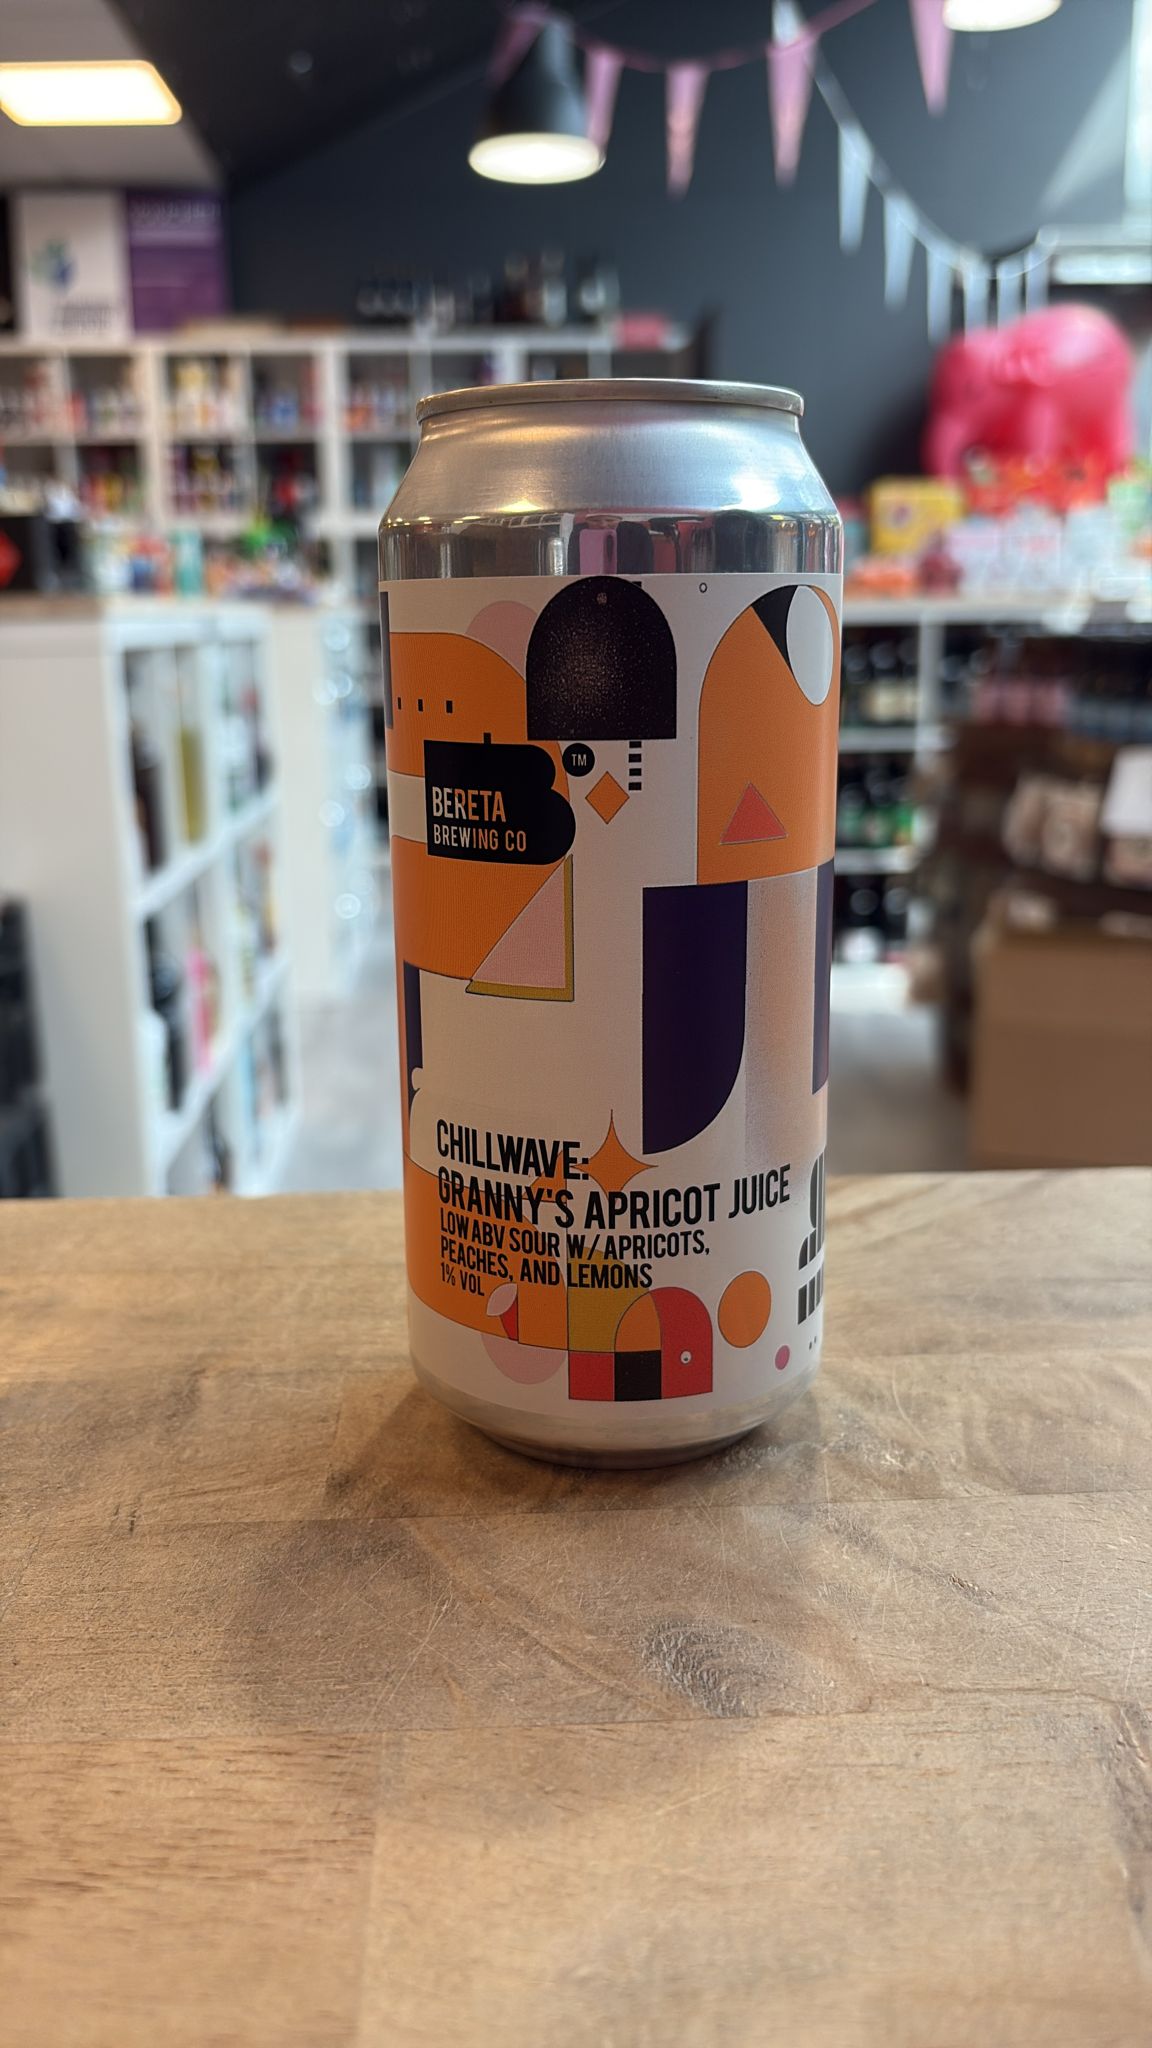 TM
BERETA
BREWING CO
CHILLWAVE:
GRANNY'S APRICOT JUICE
LOW ABV SOUR W/ APRICOTS,
PEACHES, AND LEMONS
1% VOL